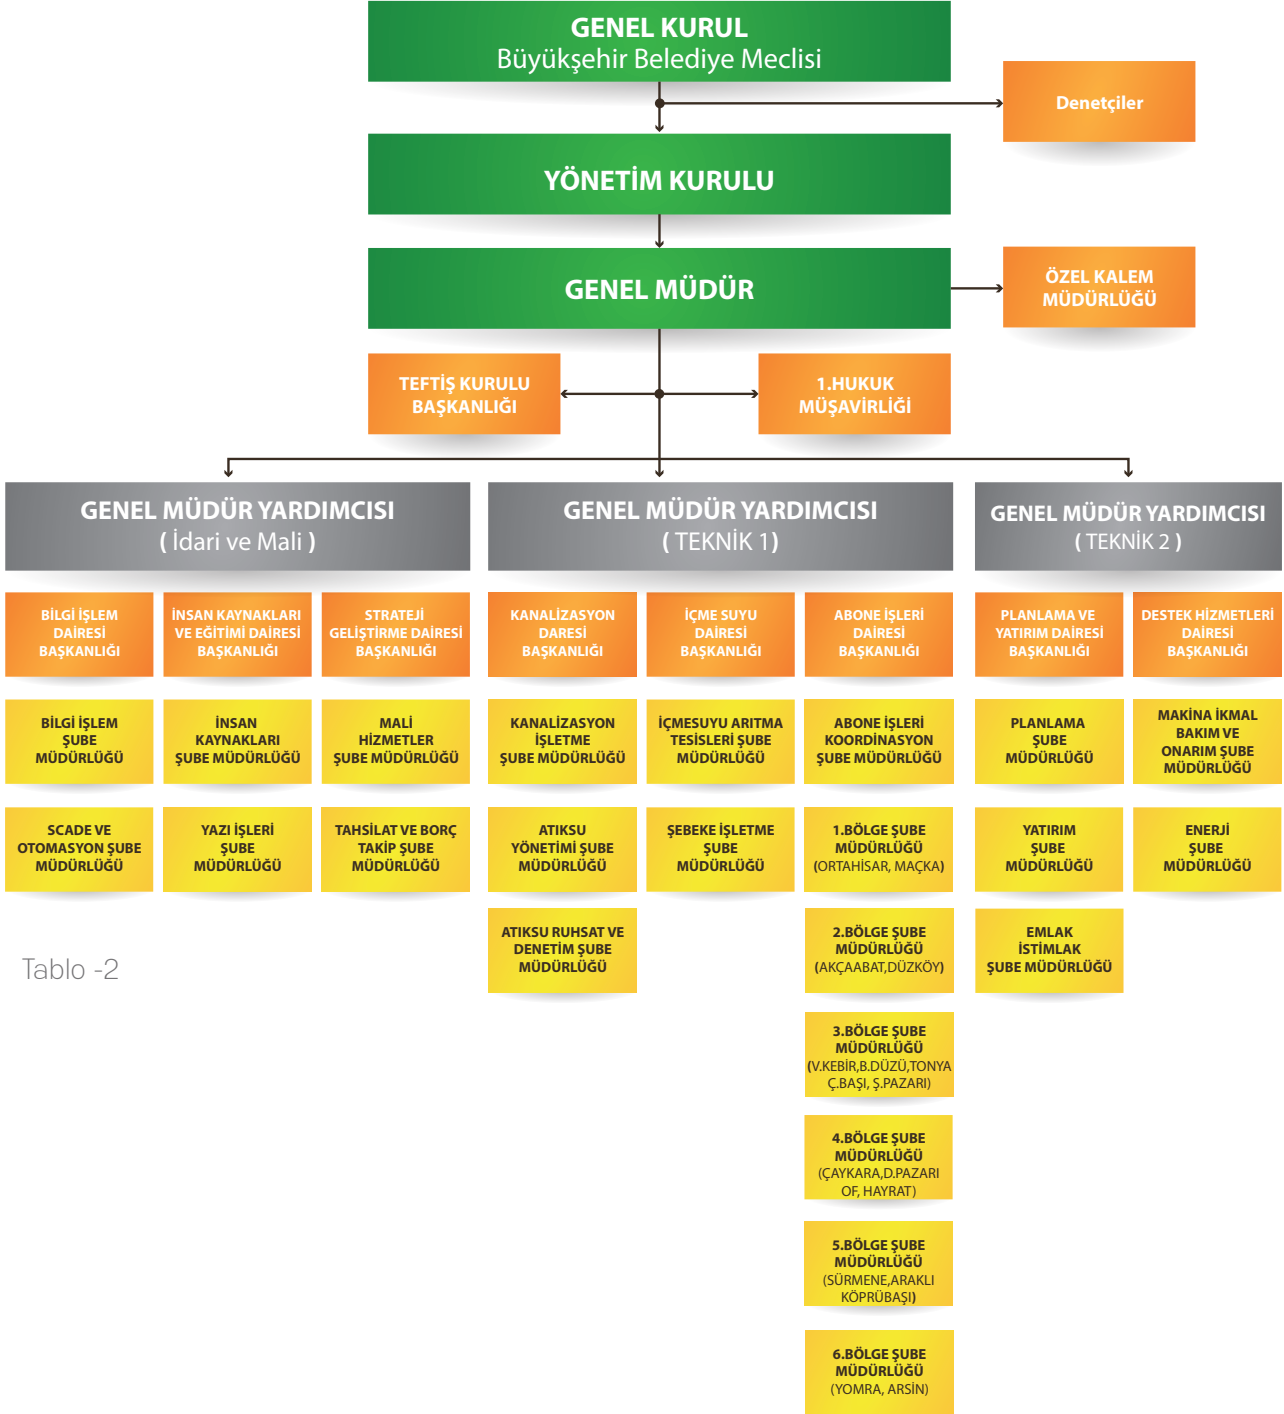 GENEL KURUL
Büyükşehir Belediye Meclisi
Denetçiler
YÖNETİM KURULU
GENEL MÜDÜR
ÖZEL KALEM
MÜDÜRLÜĞÜ
TEFTİŞ KURULU
BAŞKANLIĞI
1.HUKUK
MÜŞAVİRLİĞİ
GENEL MÜDÜR YARDIMCISI
( İdari ve Mali )
GENEL MÜDÜR YARDIMCISI
( TEKNİK 1)
GENEL MÜDÜR YARDIMCISI
( TEKNİK 2 )
BİLGİ İŞLEM
DAİRESİ
BAŞKANLIĞI
İNSAN KAYNAKLARI
VE EĞİTİMİ DAİRESİ
BAŞKANLIĞI
STRATEJİ
GELİŞTİRME DAİRESİ
BAŞKANLIĞI
KANALİZASYON
DARESİ
BAŞKANLIĞI
İÇME SUYU
DAİRESİ
BAŞKANLIĞI
ABONE İŞLERİ
DAİRESİ
BAŞKANLIĞI
PLANLAMA VE
YATIRIM DAİRESİ
BAŞKANLIĞI
DESTEK HİZMETLERİ
DAİRESİ
BAŞKANLIĞI
BİLGİ İŞLEM
ŞUBE
MÜDÜRLÜĞÜ
İNSAN
KAYNAKLARI
ŞUBE MÜDÜRLÜĞÜ
MALİ
HİZMETLER
ŞUBE MÜDÜRLÜĞÜ
KANALİZASYON
İŞLETME
ŞUBE MÜDÜRLÜĞÜ
İÇMESUYU ARITMA
TESİSLERİ ŞUBE
MÜDÜRLÜĞÜ
ABONE İŞLERİ
KOORDİNASYON
ŞUBE MÜDÜRLÜĞÜ
PLANLAMA
ŞUBE
MÜDÜRLÜĞÜ
MAKİNA İKMAL
BAKIM VE
ONARIM ŞUBE
MÜDÜRLÜĞÜ
SCADE VE
OTOMASYON ŞUBE
MÜDÜRLÜĞÜ
YAZI İŞLERİ
ŞUBE
MÜDÜRLÜĞÜ
TAHSİLAT VE BORÇ
TAKİP ŞUBE
MÜDÜRLÜĞÜ
ATIKSU
YÖNETİMİ ŞUBE
MÜDÜRLÜĞÜ
ŞEBEKE İŞLETME
ŞUBE
MÜDÜRLÜĞÜ
1.BÖLGE ŞUBE
MÜDÜRLÜĞÜ
(ORTAHİSAR, MAÇKA)
YATIRIM
ŞUBE
MÜDÜRLÜĞÜ
ENERJİ
ŞUBE
MÜDÜRLÜĞÜ
ATIKSU RUHSAT VE
DENETİM ŞUBE
MÜDÜRLÜĞÜ
2.BÖLGE ŞUBE
MÜDÜRLÜĞÜ
(AKÇAABAT,DÜZKÖY)
EMLAK
İSTİMLAK
ŞUBE MÜDÜRLÜĞÜ
Tablo -2
3.BÖLGE ŞUBE
MÜDÜRLÜĞÜ
(V.KEBİR,B.DÜZÜ,TONYA
Ç.BAŞI, Ş.PAZARI)
4.BÖLGE ŞUBE
MÜDÜRLÜĞÜ
(ÇAYKARA,D.PAZARI
OF, HAYRAT)
5.BÖLGE ŞUBE
MÜDÜRLÜĞÜ
(SÜRMENE,ARAKLI
KÖPRÜBAŞI)
6.BÖLGE ŞUBE
MÜDÜRLÜĞÜ
(YOMRA, ARSİN)